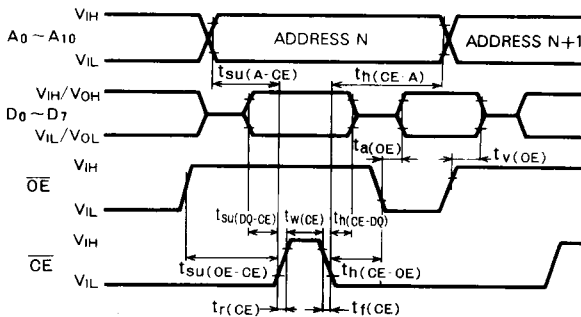 VIH
A0 ~ A10
ADDRESS N
ADDRESS N+1
VIL
tsu(A-CE)
th(CE-A)
VIH/VOH
D0 ~ D7
VIL/VOL
ta(OE)
tv(OE)
VIH
OE
VIL
tsu(DQ-CE)
tw(CE)
th(CE-DQ)
VIH
CE
VIL
tsu(OE-CE)
th(CE-OE)
tr(CE)
tf(CE)